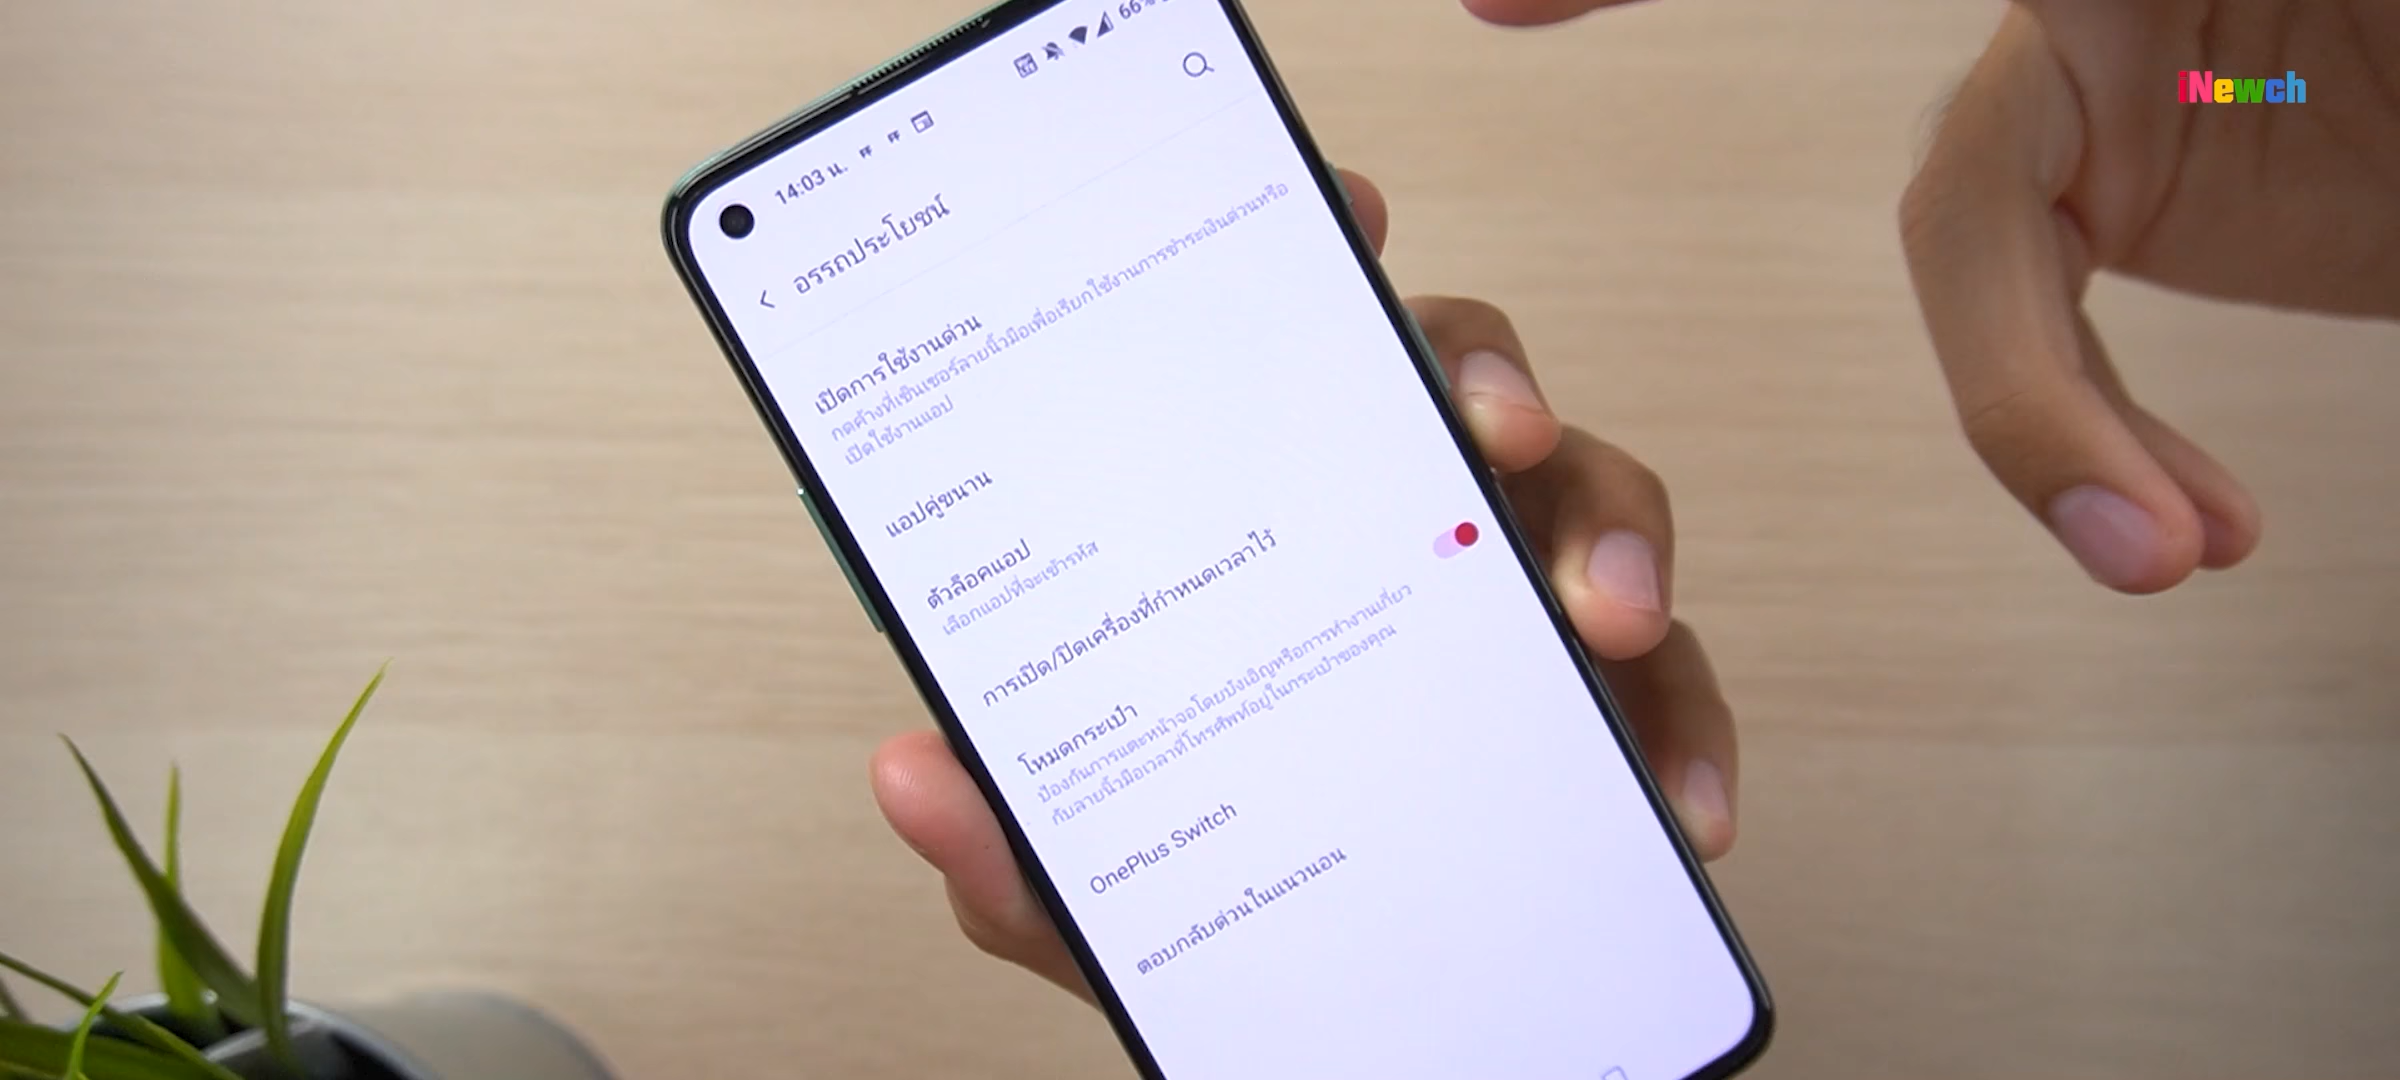 iNewch
14:03 น.
66%
อรรถประโยชน์
เปิดการใช้งานด่วน
กดค้างที่เซ็นเซอร์ลายนิ้วมือเพื่อเรียกใช้งานการชำระเงินด่วนหรือ
เปิดใช้งานแอป
แอปคู่ขนาน
ตัวล็อคแอป
เลือกแอปที่จะเข้ารหัส
การเปิด/ปิดเครื่องที่กำหนดเวลาไว้
โหมดกระเป๋า
ป้องกันการแตะหน้าจอโดยบังเอิญหรือการทำงานเกี่ยว
กับลายนิ้วมือเวลาที่โทรศัพท์อยู่ในกระเป๋าของคุณ
OnePlus Switch
ตอบกลับด่วนในแนวนอน